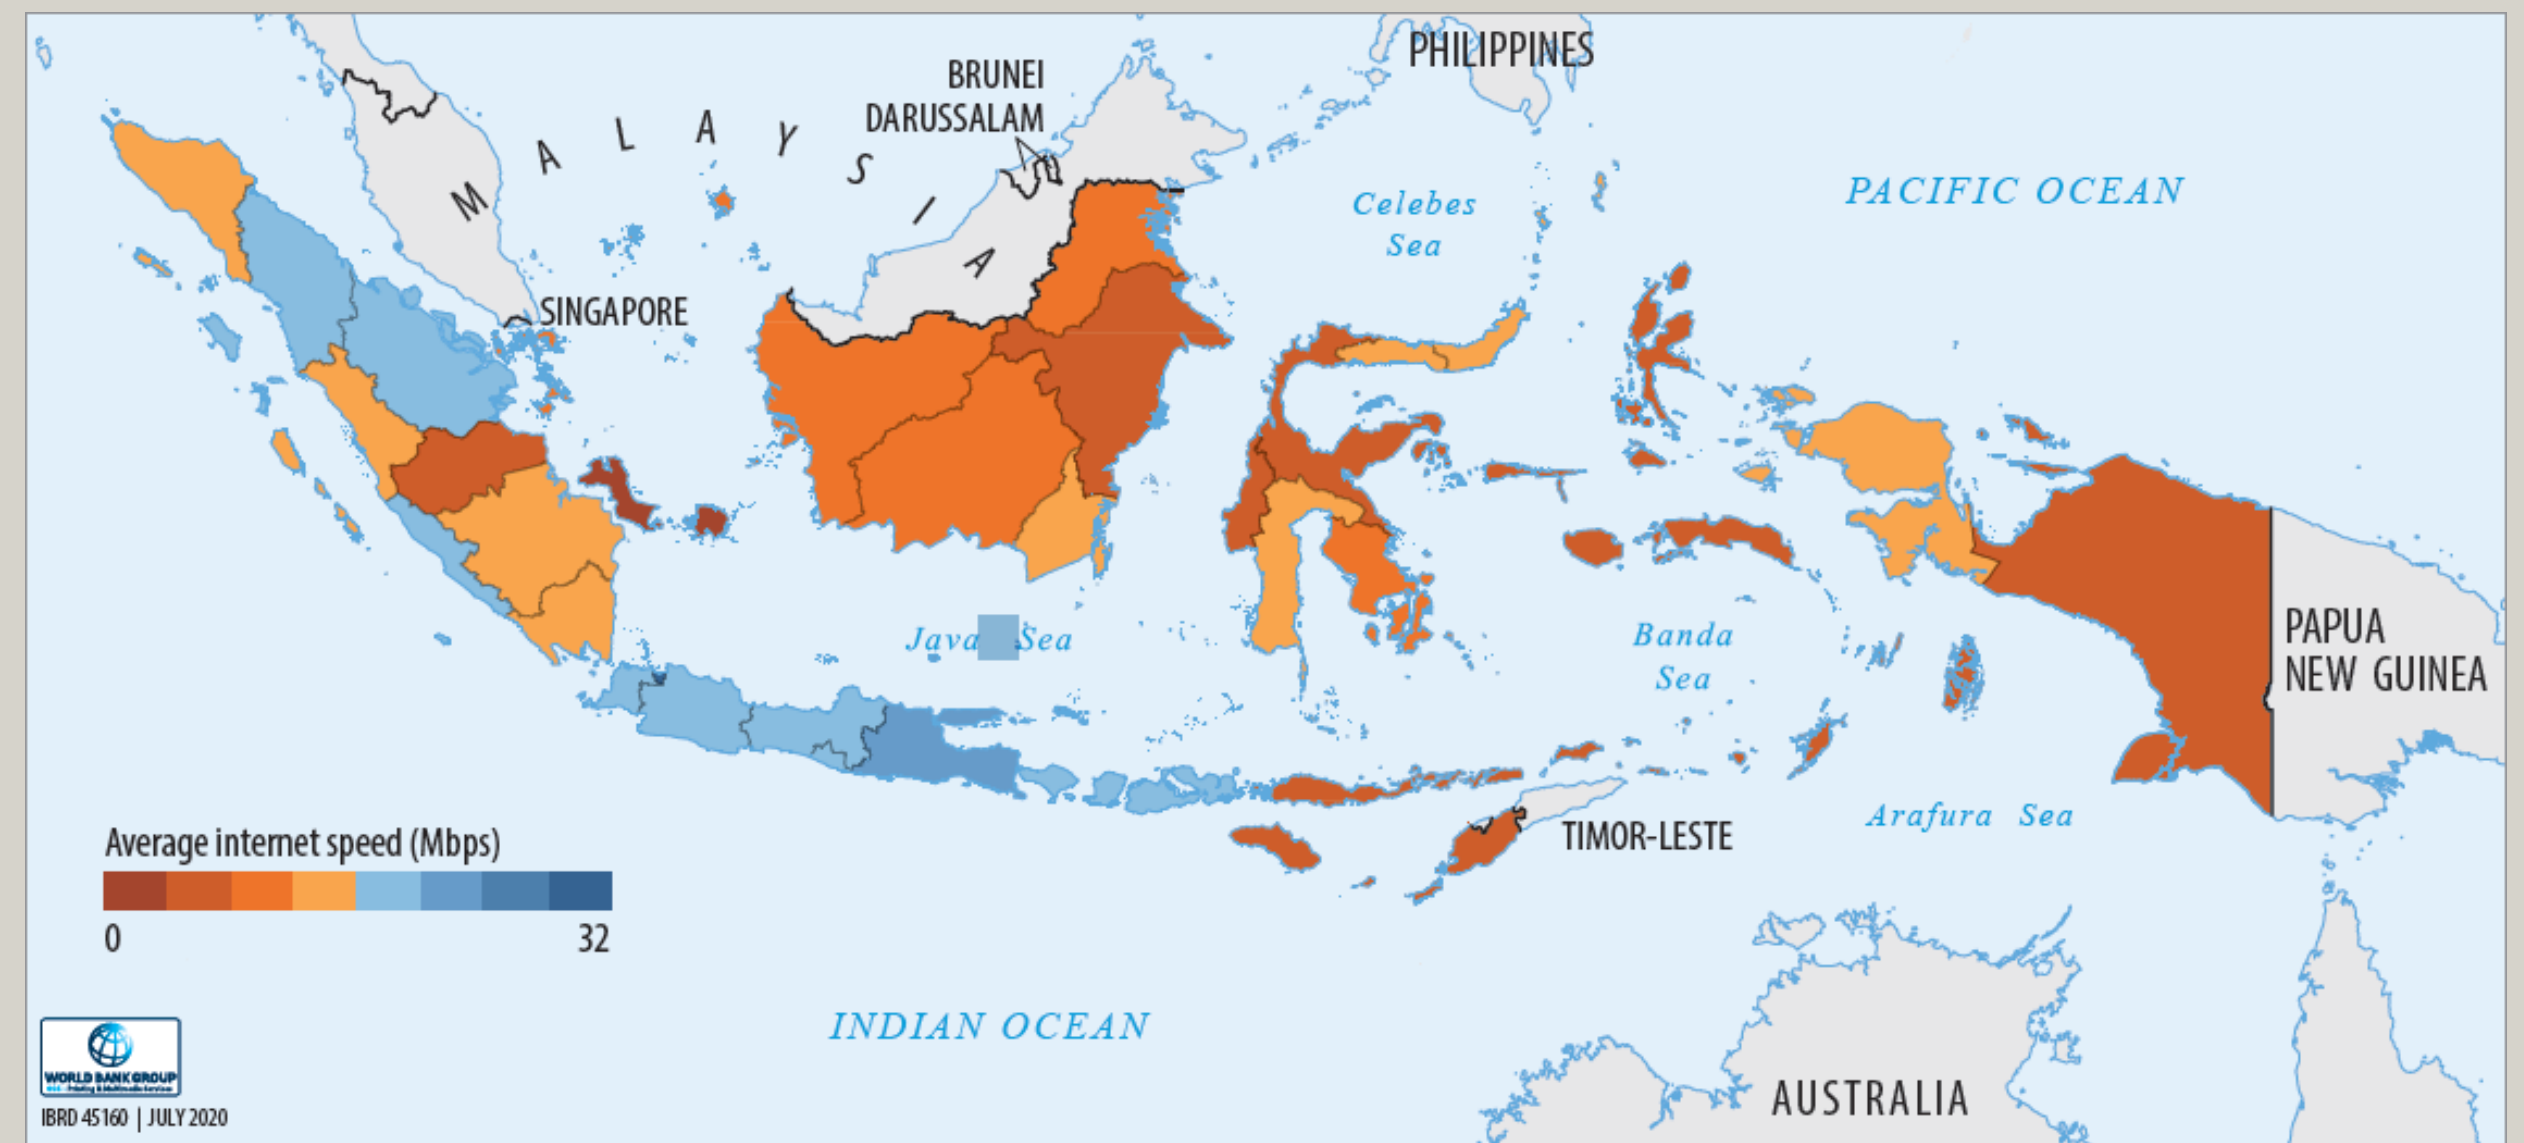 PHILIPPINES
BRUNEI
DARUSSALAM
MALAYSIA
PACIFIC OCEAN
Celebes
Sea
SINGAPORE
Java Sea
Banda
Sea
PAPUA
NEW GUINEA
Arafura Sea
TIMOR-LESTE
Average internet speed (Mbps)
0 32
INDIAN OCEAN
WORLD BANK GROUP
AUSTRALIA
IBRD 45160 | JULY 2020